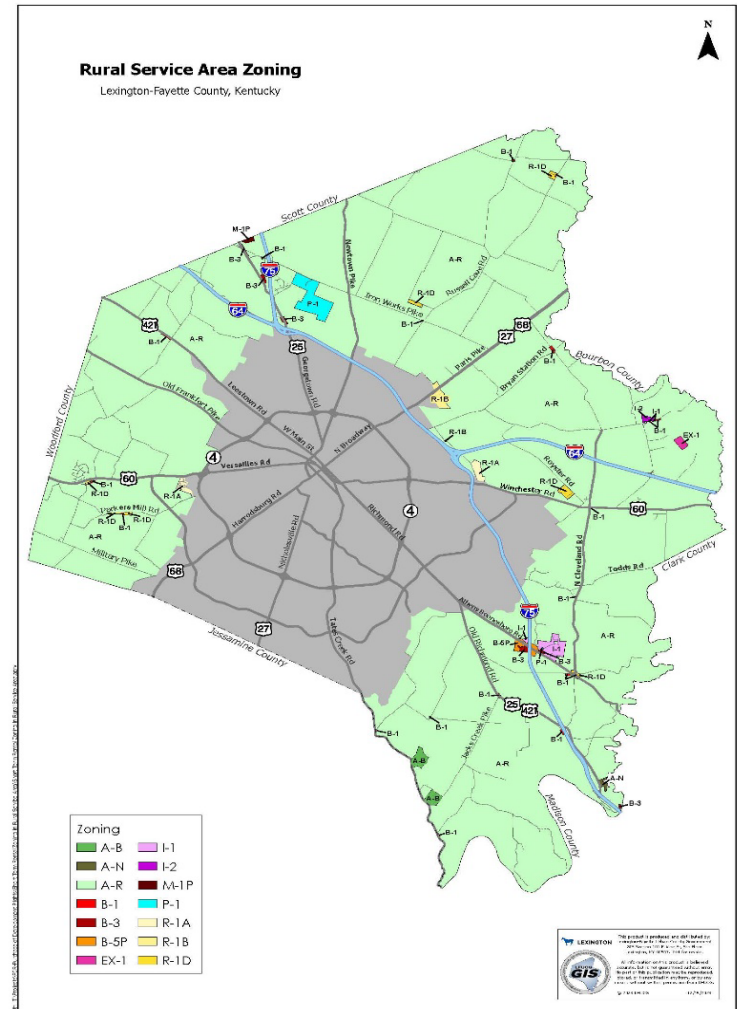 N
Rural Service Area Zoning
Lexington-Fayette County, Kentucky
B-1
R-1D
B-1
Scott County
M-1P
B-3
B-1
75
B-3
P-1
Newtown Pike
A-R
Russell Cave Rd
Iron Works Pike
R-1D
B-1
64
421
B-1
A-R
B-3
25
Georgetown Rd
68
27
Paris Pike
Bryan Station Rd
B-1
Bourbon County
Woodford County
Old Frankfort Pike
Leestown Rd
W Main St
N Broadway
R-1B
A-R
I-2
I-1
B-1
EX-1
R-1B
64
4
Versailles Rd
60
B-1
R-1D
R-1A
R-1A
Royster Rd
R-1D
Winchester Rd
60
B-1
Parkers Mill Rd
R-1D
R-1D
B-1
A-R
Military Pike
Harrodsburg Rd
Nicholasville Rd
Richmond Rd
4
N Cleveland Rd
Todds Rd
Clark County
68
27
Jessamine County
Tates Creek Rd
B-1
75
Athens Boonesboro Rd
Old Richmond Rd
I-1
B-5P
B-3
P-1
I-1
B-3
A-R
B-1
R-1D
B-1
25
421
B-1
B-1
Jacks Creek Pike
B-1
A-B
A-R
A-N
B-3
A-B
B-1
Madison County
Zoning
A-B
I-1
A-N
I-2
A-R
M-1P
B-1
P-1
B-3
R-1A
B-5P
R-1B
EX-1
R-1D
LEXINGTON
GIS